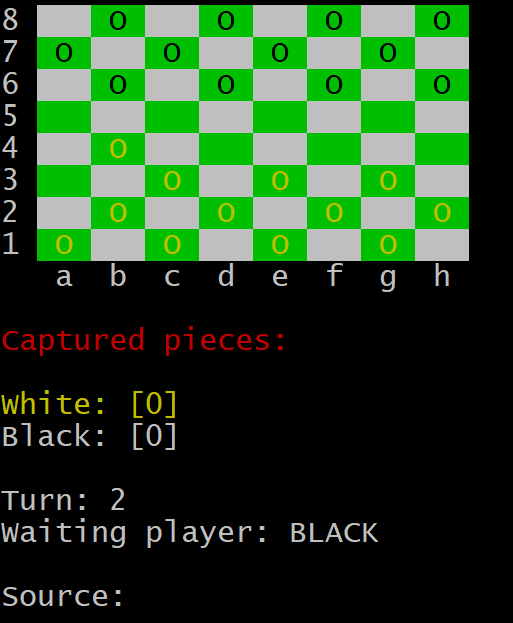 8 O O O O
7 O O O O
6 O O O O
5
4 O
3 O O O
2 O O O O
1 O O O O
a b c d e f g h
Captured pieces:
White: [0]
Black: [0]
Turn: 2
Waiting player: BLACK
Source: